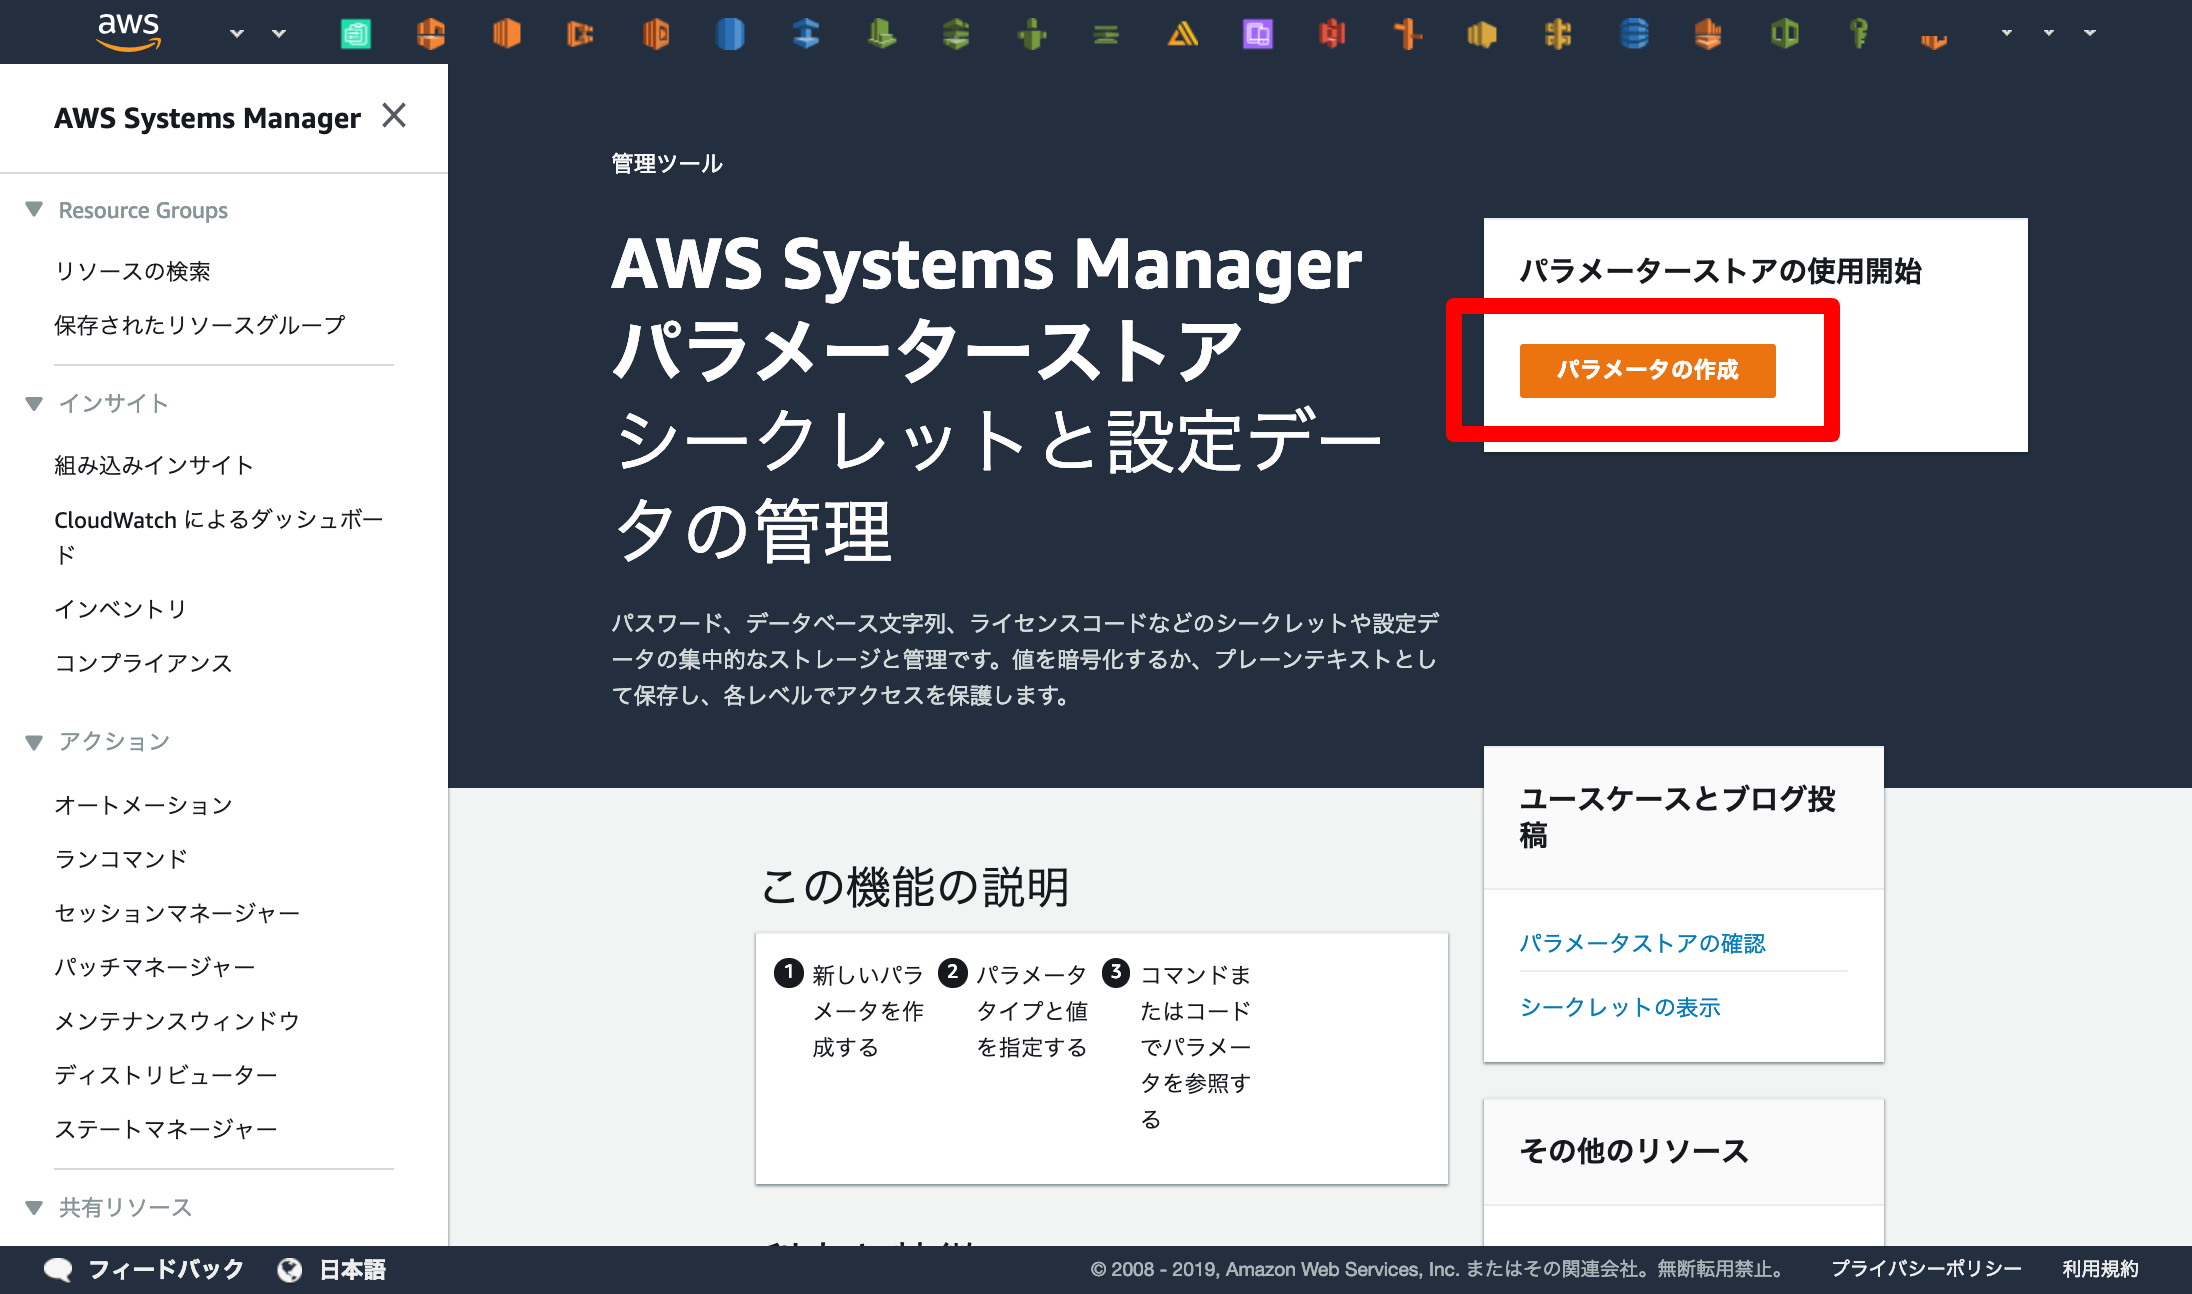 aws
AWS Systems Manager
Resource Groups
リソースの検索
保存されたリソースグループ
インサイト
組み込みインサイト
CloudWatch によるダッシュボー
ド
インベントリ
コンプライアンス
アクション
オートメーション
ランコマンド
セッションマネージャー
パッチマネージャー
メンテナンスウィンドウ
ディストリビューター
ステートマネージャー
共有リソース
管理ツール
AWS Systems Manager
パラメーターストア
シークレットと設定デー
タの管理
パスワード、データベース文字列、ライセンスコードなどのシークレットや設定デ
ータの集中的なストレージと管理です。値を暗号化するか、プレーンテキストとし
て保存し、各レベルでアクセスを保護します。
パラメーターストアの使用開始
パラメータの作成
この機能の説明
1 新しいパラ
メータを作
成する
2 パラメータ
タイプと値
を指定する
3 コマンドま
たはコード
でパラメー
タを参照す
る
ユースケースとブログ投
稿
パラメータストアの確認
シークレットの表示
その他のリソース
フィードバック
日本語
© 2008 - 2019, Amazon Web Services, Inc. またはその関連会社。無断転用禁止。
プライバシーポリシー
利用規約